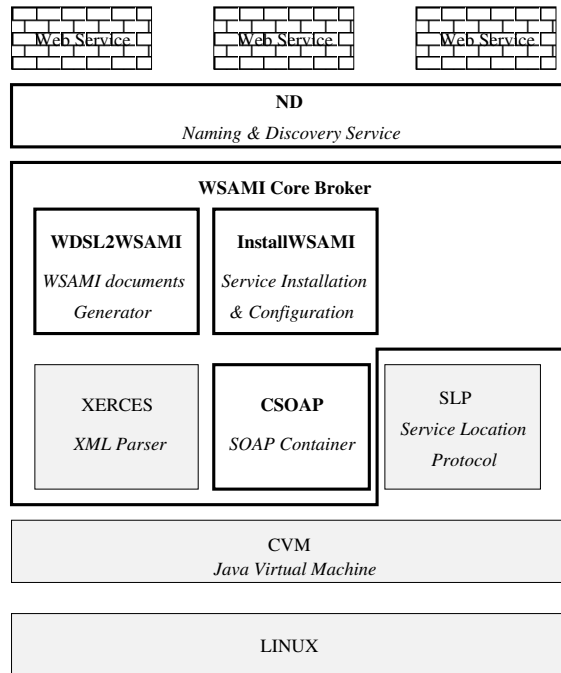 Web Service
Web Service
Web Service
ND
Naming & Discovery Service
WSAMI Core Broker
WDSL2WSAMI
WSAMI documents
Generator
InstallWSAMI
Service Installation
& Configuration
XERCES
XML Parser
CSOAP
SOAP Container
SLP
Service Location
Protocol
CVM
Java Virtual Machine
LINUX